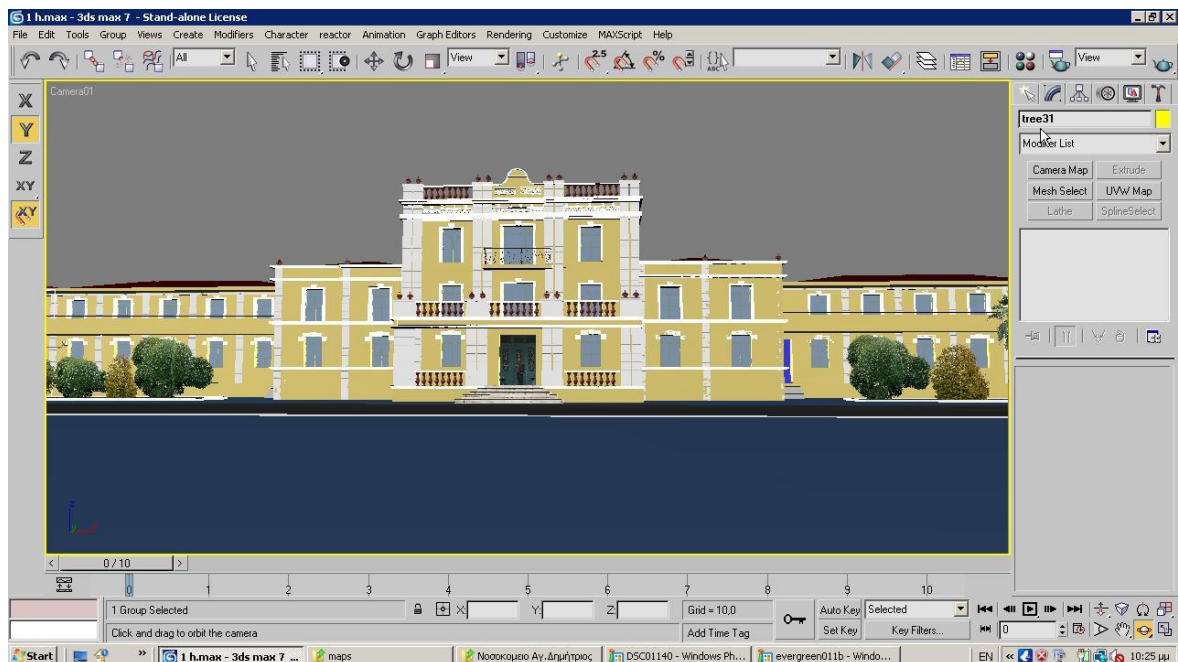 1 h.max - 3ds max 7 - Stand-alone License
File Edit Tools Group Views Create Modifiers Character reactor Animation Graph Editors Rendering Customize MAXScript Help
All View 2.5 % ABC View
Camera01
X
Y
Z
XY
XY
tree31
Modifier List
Camera Map Extrude
Mesh Select UVW Map
Lathe SplineSelect
z
y x
< 0 / 10 >
0 1 2 3 4 5 6 7 8 9 10
1 Group Selected X: Y: Z: Grid = 10,0 Auto Key Selected
Click and drag to orbit the camera Add Time Tag Set Key Key Filters... 0
Start » 1 h.max - 3ds max 7 ... maps Νοσοκομειο Αγ.Δημήτριος DSC01140 - Windows Ph... evergreen011b - Windo... EN « 10:25 μμ